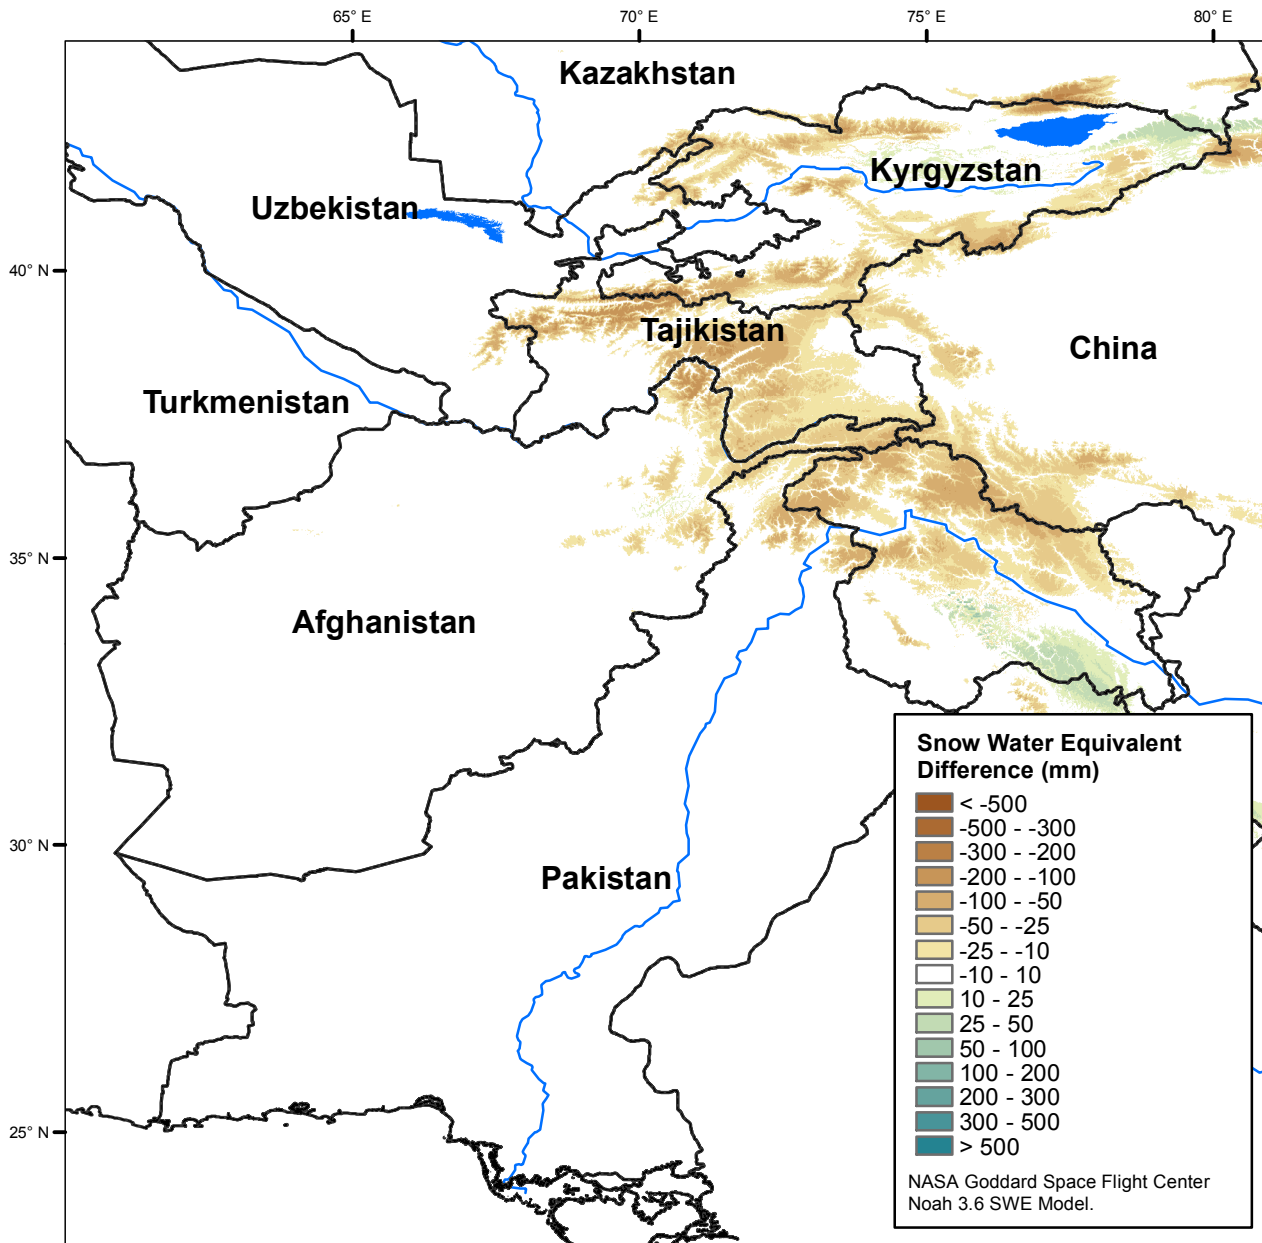 65° E
70° E
75° E
80° E
Kazakhstan
Kyrgyzstan
Uzbekistan
40° N
Tajikistan
China
Turkmenistan
35° N
Afghanistan
Snow Water Equivalent
Difference (mm)
< -500
-500 - -300
-300 - -200
-200 - -100
-100 - -50
-50 - -25
-25 - -10
-10 - 10
10 - 25
25 - 50
50 - 100
100 - 200
200 - 300
300 - 500
> 500
NASA Goddard Space Flight Center
Noah 3.6 SWE Model.
30° N
Pakistan
25° N